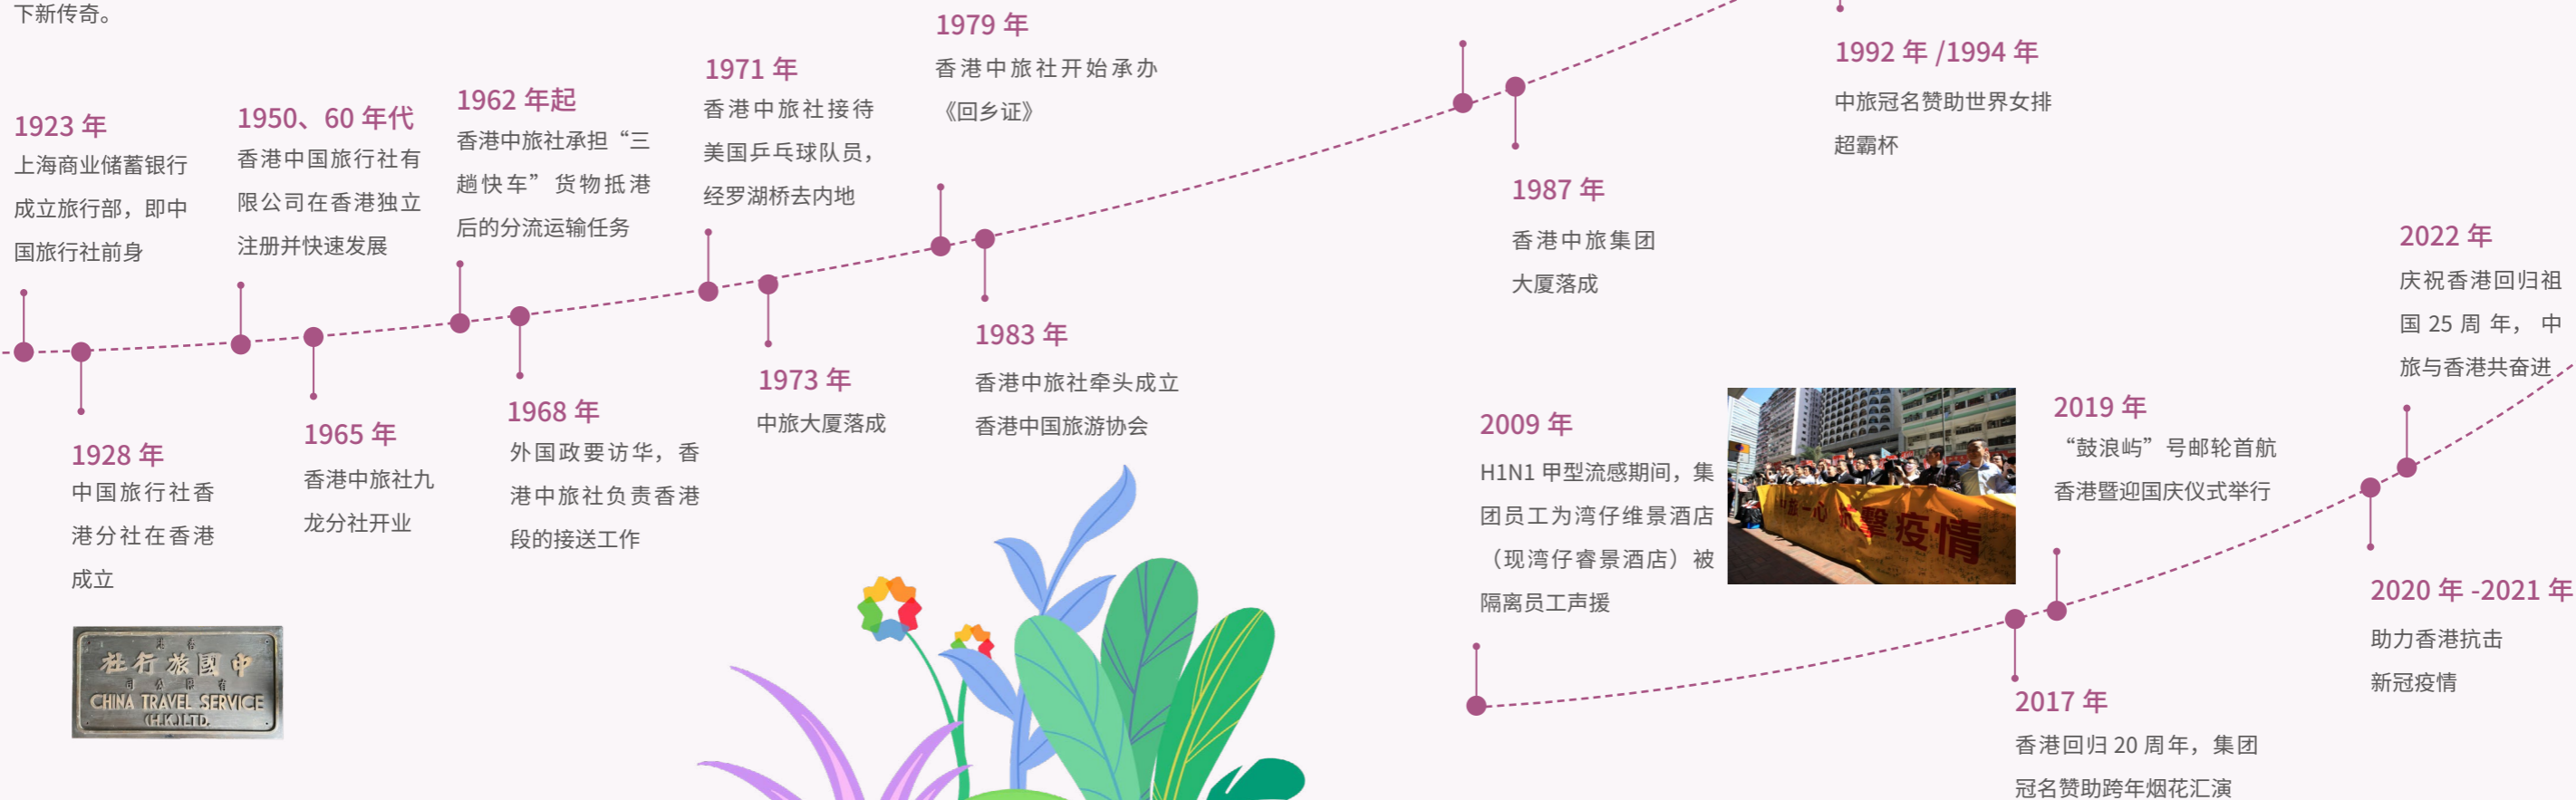 下新传奇。
1923 年
上海商业储蓄银行
成立旅行部，即中
国旅行社前身
1928 年
中国旅行社香
港分社在香港
成立
港 香
社行旅國中
司 公 限 有
CHINA TRAVEL SERVICE
(H.K.)LTD.
1950、60 年代
香港中国旅行社有
限公司在香港独立
注册并快速发展
1965 年
香港中旅社九
龙分社开业
1962 年起
香港中旅社承担“三
趟快车”货物抵港
后的分流运输任务
1968 年
外国政要访华，香
港中旅社负责香港
段的接送工作
1971 年
香港中旅社接待
美国乒乓球队员，
经罗湖桥去内地
1973 年
中旅大厦落成
1979 年
香港中旅社开始承办
《回乡证》
1983 年
香港中旅社牵头成立
香港中国旅游协会
1987 年
香港中旅集团
大厦落成
1992 年 /1994 年
中旅冠名赞助世界女排
超霸杯
2009 年
H1N1 甲型流感期间，集
团员工为湾仔维景酒店
（现湾仔睿景酒店）被
隔离员工声援
心 抗擊疫情
2017 年
香港回归 20 周年，集团
冠名赞助跨年烟花汇演
2019 年
“鼓浪屿”号邮轮首航
香港暨迎国庆仪式举行
2020 年 -2021 年
助力香港抗击
新冠疫情
2022 年
庆祝香港回归祖
国 25 周 年， 中
旅与香港共奋进